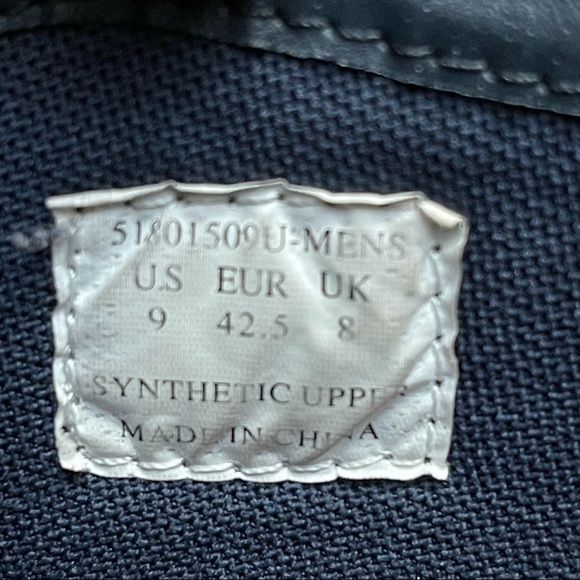 51801509U-MENS
U.S EUR UK
9 42.5 8
SYNTHETIC UPPER
MADE IN CHINA